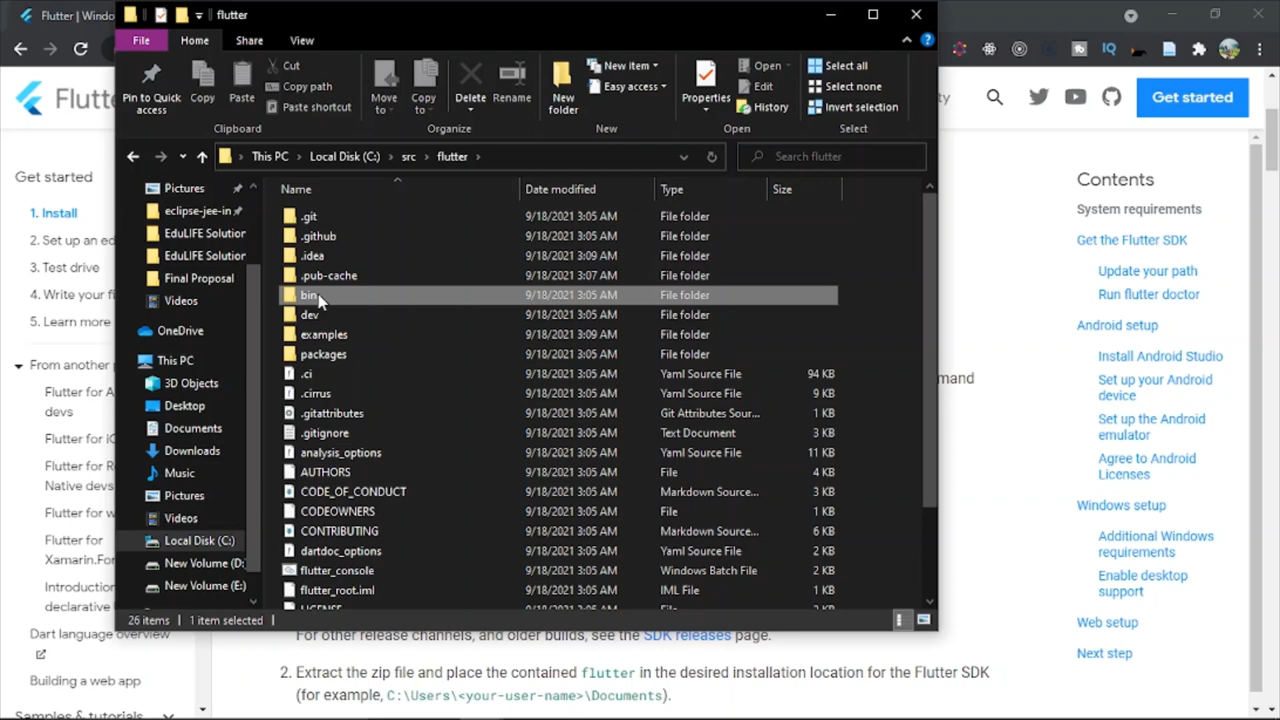 Flutter | Windo
flutter
File
Home
Share
View
Pin to Quick access
Copy
Paste
Cut
Copy path
Paste shortcut
Clipboard
Move to
Copy to
Delete
Rename
Organize
New folder
New item
Easy access
New
Properties
Open
Edit
History
Open
Select all
Select none
Invert selection
Select
This PC
Local Disk (C:)
src
flutter
Search flutter
Pictures
eclipse-jee-in
EduLIFE Solution
EduLIFE Solution
Final Proposal
Videos
OneDrive
This PC
3D Objects
Desktop
Documents
Downloads
Music
Pictures
Videos
Local Disk (C:)
New Volume (D:
New Volume (E:)
Name Date modified Type Size
.git 9/18/2021 3:05 AM File folder
.github 9/18/2021 3:05 AM File folder
.idea 9/18/2021 3:09 AM File folder
.pub-cache 9/18/2021 3:07 AM File folder
bin 9/18/2021 3:05 AM File folder
dev 9/18/2021 3:05 AM File folder
examples 9/18/2021 3:09 AM File folder
packages 9/18/2021 3:05 AM File folder
.ci 9/18/2021 3:05 AM Yaml Source File 94 KB
.cirrus 9/18/2021 3:05 AM Yaml Source File 9 KB
.gitattributes 9/18/2021 3:05 AM Git Attributes Sour... 1 KB
.gitignore 9/18/2021 3:05 AM Text Document 3 KB
analysis_options 9/18/2021 3:05 AM Yaml Source File 11 KB
AUTHORS 9/18/2021 3:05 AM File 4 KB
CODE_OF_CONDUCT 9/18/2021 3:05 AM Markdown Source... 3 KB
CODEOWNERS 9/18/2021 3:05 AM File 1 KB
CONTRIBUTING 9/18/2021 3:05 AM Markdown Source... 6 KB
dartdoc_options 9/18/2021 3:05 AM Yaml Source File 2 KB
flutter_console 9/18/2021 3:05 AM Windows Batch File 2 KB
flutter_root.iml 9/18/2021 3:05 AM IML File 1 KB
26 items 1 item selected
Flutte
Get started
1. Install
2. Set up an ed
3. Test drive
4. Write your fi
5. Learn more
From another p
Flutter for A
devs
Flutter for iO
Flutter for Re
Native devs
Flutter for w
Flutter for
Xamarin.For
Introduction
declarative
Dart language overview
Building a web app
Samples & tutorials
mand
For other release channels, and older builds, see the SDK releases page.
2. Extract the zip file and place the contained flutter in the desired installation location for the Flutter SDK
(for example, C:\Users\<your-user-name>\Documents).
ty
Get started
IQ
Contents
System requirements
Get the Flutter SDK
Update your path
Run flutter doctor
Android setup
Install Android Studio
Set up your Android
device
Set up the Android
emulator
Agree to Android
Licenses
Windows setup
Additional Windows
requirements
Enable desktop
support
Web setup
Next step